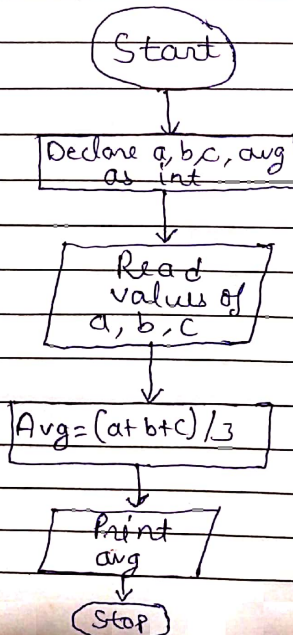 Start
Declare a, b, c, avg
as int
Read
values of
a, b, c
Avg = (a+b+c)/3
Print
avg
Stop